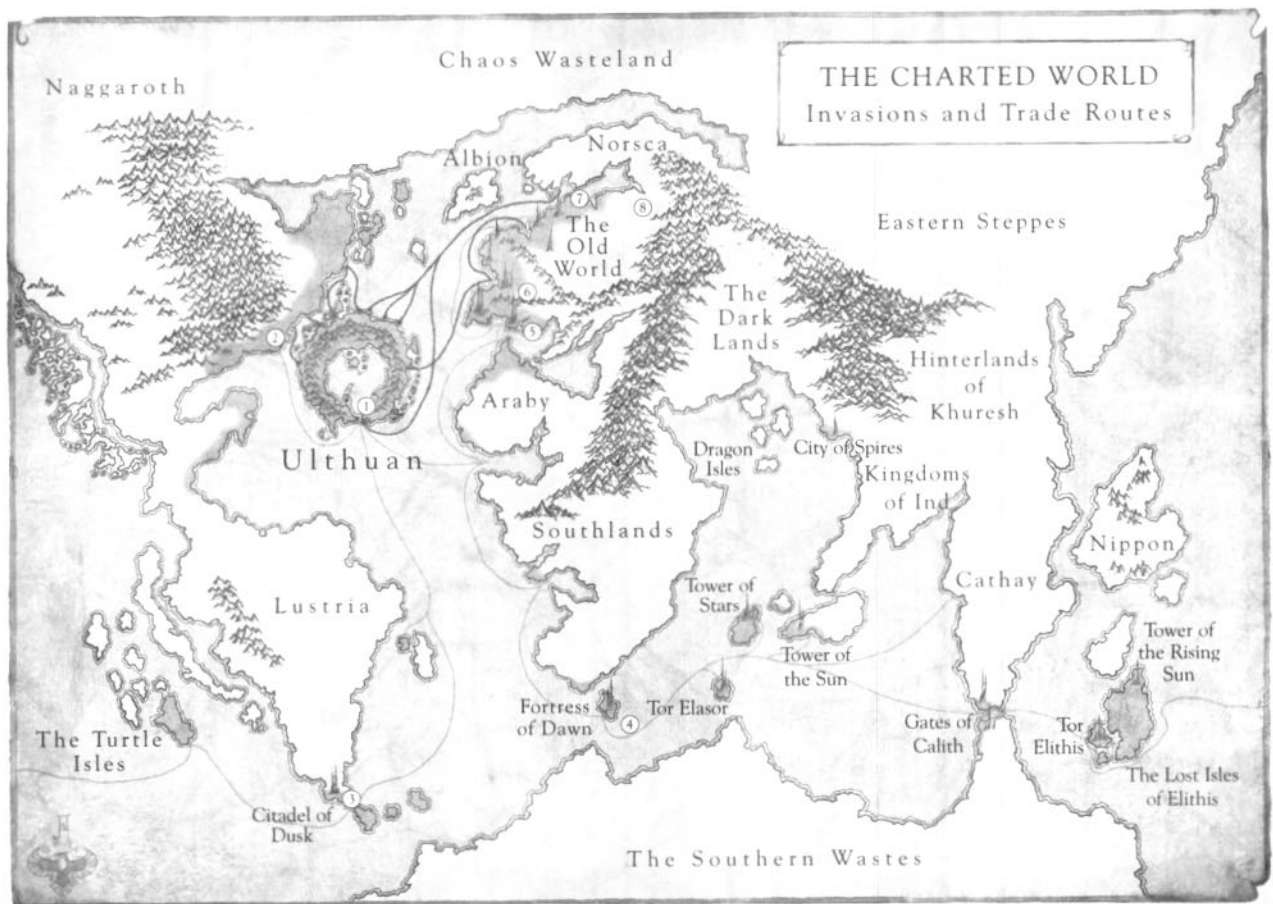 THE CHARTED WORLD
Invasions and Trade Routes
Chaos Wasteland
Naggaroth
Norsca
Albion
7
8
The
Old
World
Eastern Steppes
6
The
Dark
Lands
2
5
Hinterlands
of
Khuresh
1
Araby
Ulthuan
Dragon
Isles
City of Spires
Kingdoms
of Ind
Southlands
Nippon
Cathay
Lustria
Tower of
Stars
Tower of
the Sun
Tower of
the Rising
Sun
Fortress
of Dawn
4
Tor Elasor
Gates of
Calith
Tor
Elithis
The Turtle
Isles
The Lost Isles
of Elithis
3
Citadel of
Dusk
The Southern Wastes